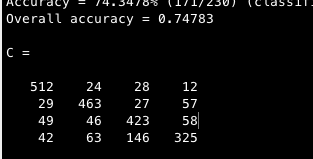 Accuracy = 74.3478% (171/230) (classifi
Overall accuracy = 0.74783
C =
512 24 28 12
29 463 27 57
49 46 423 58
42 63 146 325